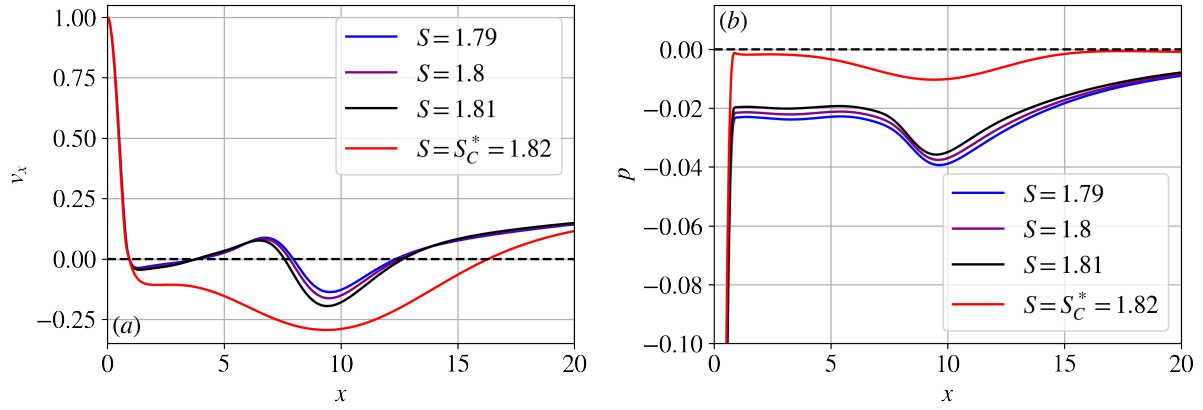 1.00
0.75
0.50
0.25
0.00
−0.25
v_x
0
5
10
15
20
x
(a)
S = 1.79
S = 1.8
S = 1.81
S = S_C^* = 1.82
(b)
0.00
−0.02
−0.04
−0.06
−0.08
−0.10
p
0
5
10
15
20
x
S = 1.79
S = 1.8
S = 1.81
S = S_C^* = 1.82